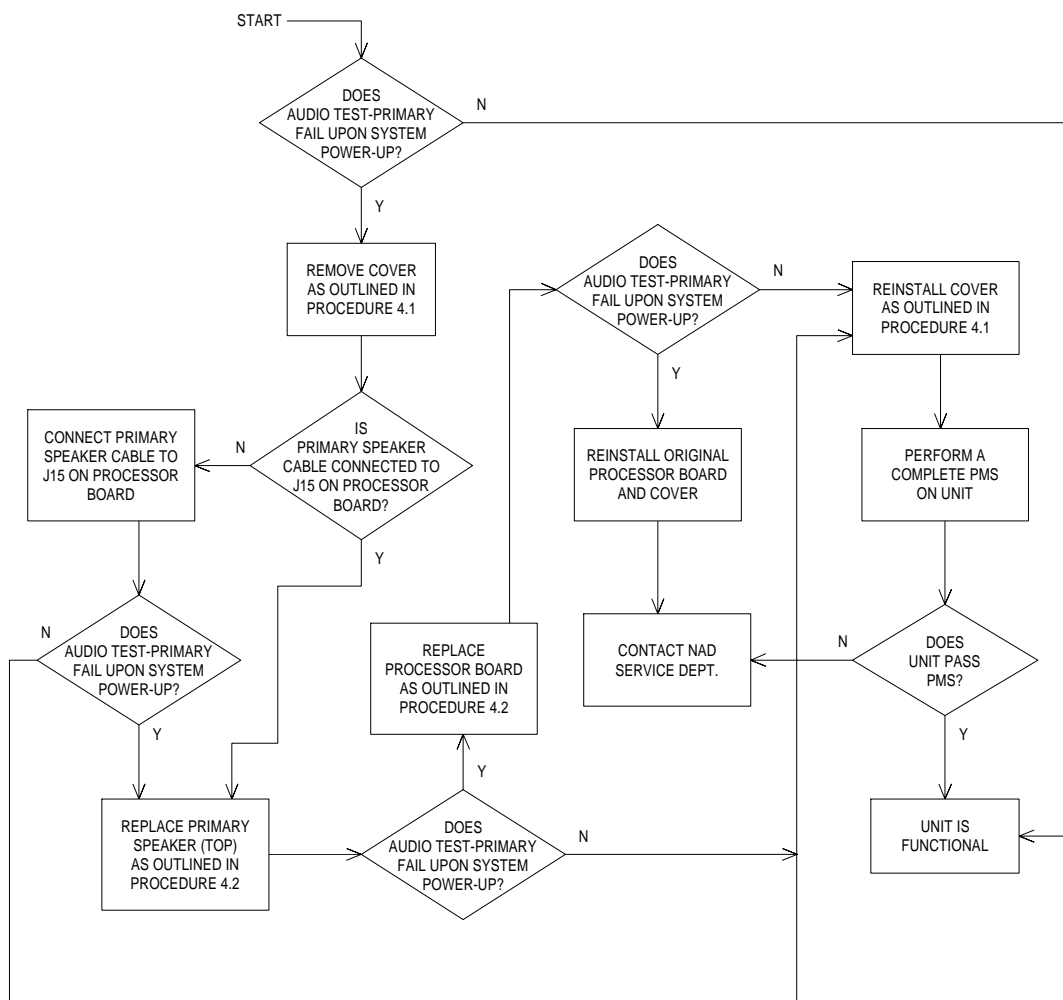 START
DOES
AUDIO TEST-PRIMARY
FAIL UPON SYSTEM
POWER-UP?
N
Y
REMOVE COVER
AS OUTLINED IN
PROCEDURE 4.1
IS
PRIMARY SPEAKER
CABLE CONNECTED TO
J15 ON PROCESSOR
BOARD?
N
Y
CONNECT PRIMARY
SPEAKER CABLE TO
J15 ON PROCESSOR
BOARD
DOES
AUDIO TEST-PRIMARY
FAIL UPON SYSTEM
POWER-UP?
N
Y
REPLACE PRIMARY
SPEAKER (TOP)
AS OUTLINED IN
PROCEDURE 4.2
DOES
AUDIO TEST-PRIMARY
FAIL UPON SYSTEM
POWER-UP?
N
Y
REPLACE
PROCESSOR BOARD
AS OUTLINED IN
PROCEDURE 4.2
DOES
AUDIO TEST-PRIMARY
FAIL UPON SYSTEM
POWER-UP?
N
Y
REINSTALL ORIGINAL
PROCESSOR BOARD
AND COVER
CONTACT NAD
SERVICE DEPT.
REINSTALL COVER
AS OUTLINED IN
PROCEDURE 4.1
PERFORM A
COMPLETE PMS
ON UNIT
DOES
UNIT PASS
PMS?
N
Y
UNIT IS
FUNCTIONAL